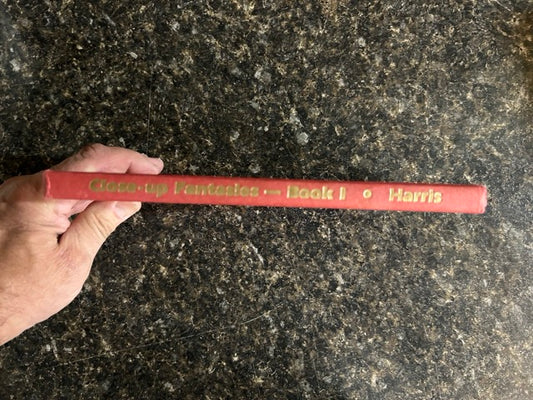 Close-up Fantasies — Book I • Harris